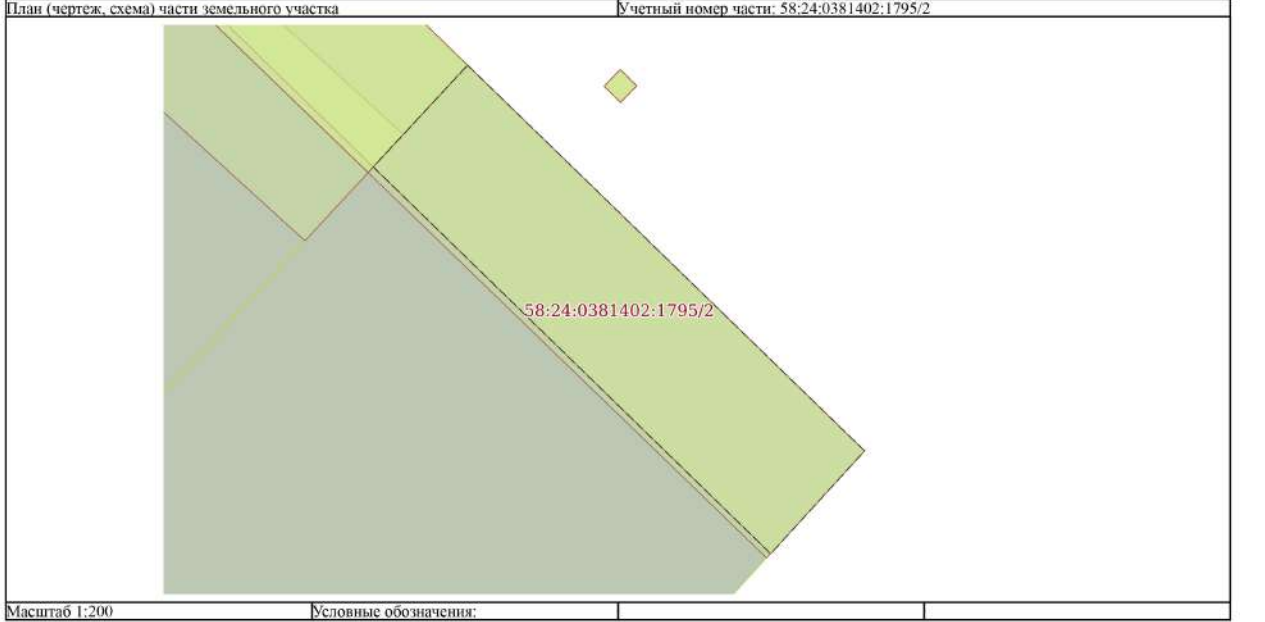 План (чертеж, схема) части земельного участка
Учетный номер части: 58:24:0381402:1795/2
58:24:0381402:1795/2
Масштаб 1:200
Условные обозначения: